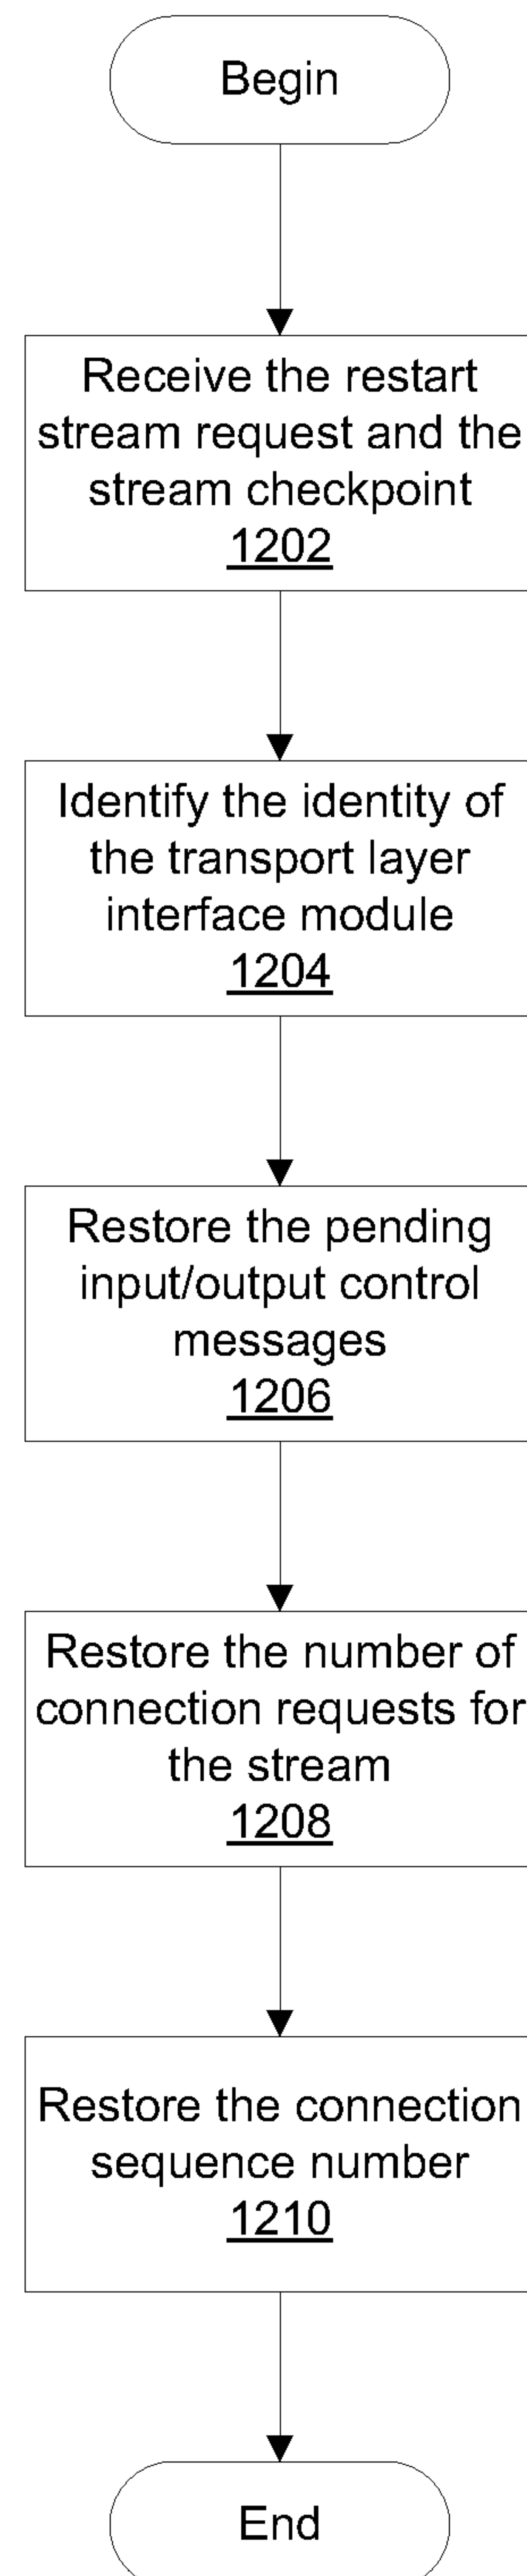 Begin
Receive the restart
stream request and the
stream checkpoint
1202
Identify the identity of
the transport layer
interface module
1204
Restore the pending
input/output control
messages
1206
Restore the number of
connection requests for
the stream
1208
Restore the connection
sequence number
1210
End